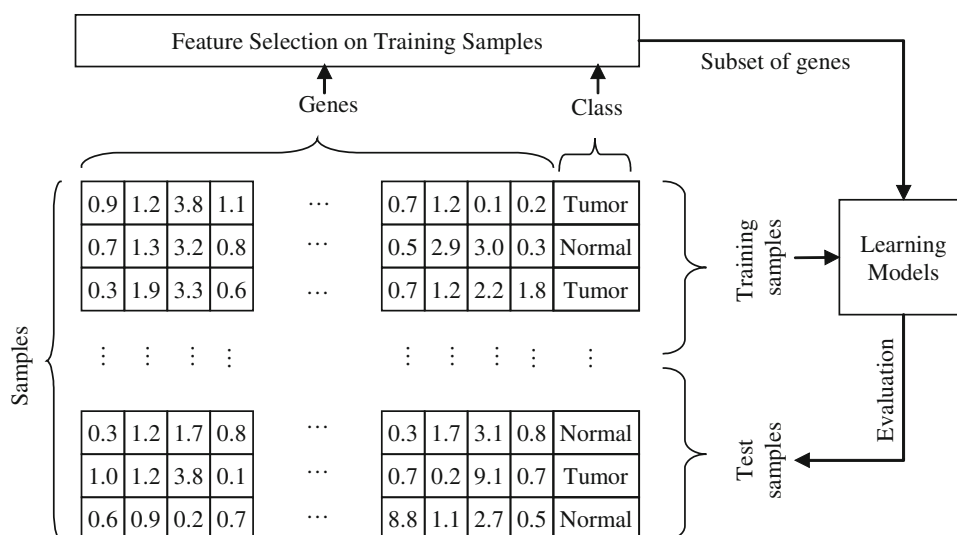 Feature Selection on Training Samples
Subset of genes
Genes
Class
Samples
0.9 1.2 3.8 1.1 ... 0.7 1.2 0.1 0.2 Tumor
0.7 1.3 3.2 0.8 ... 0.5 2.9 3.0 0.3 Normal
0.3 1.9 3.3 0.6 ... 0.7 1.2 2.2 1.8 Tumor
⋮ ⋮ ⋮ ⋮ ⋮ ⋮ ⋮ ⋮ ⋮
0.3 1.2 1.7 0.8 ... 0.3 1.7 3.1 0.8 Normal
1.0 1.2 3.8 0.1 ... 0.7 0.2 9.1 0.7 Tumor
0.6 0.9 0.2 0.7 ... 8.8 1.1 2.7 0.5 Normal
Training
samples
Learning
Models
Evaluation
Test
samples